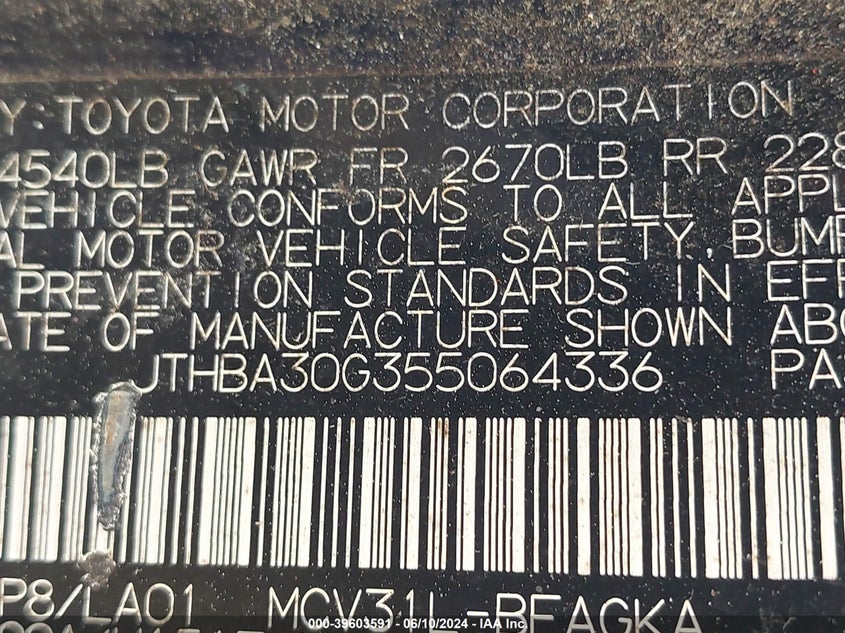 Y TOYOTA MOTOR CORPORATION
4540LB GAWR FR 2670LB RR 228
VEHICLE CONFORMS TO ALL APPL
AL MOTOR VEHICLE SAFETY, BUMP
PREVENTION STANDARDS IN EFF
ATE OF MANUFACTURE SHOWN ABO
JTHBA30G355064336 PA
P8/LA01 MCV31L-BEAGKA
000-39603591 - 06/10/2024 - IAA Inc.